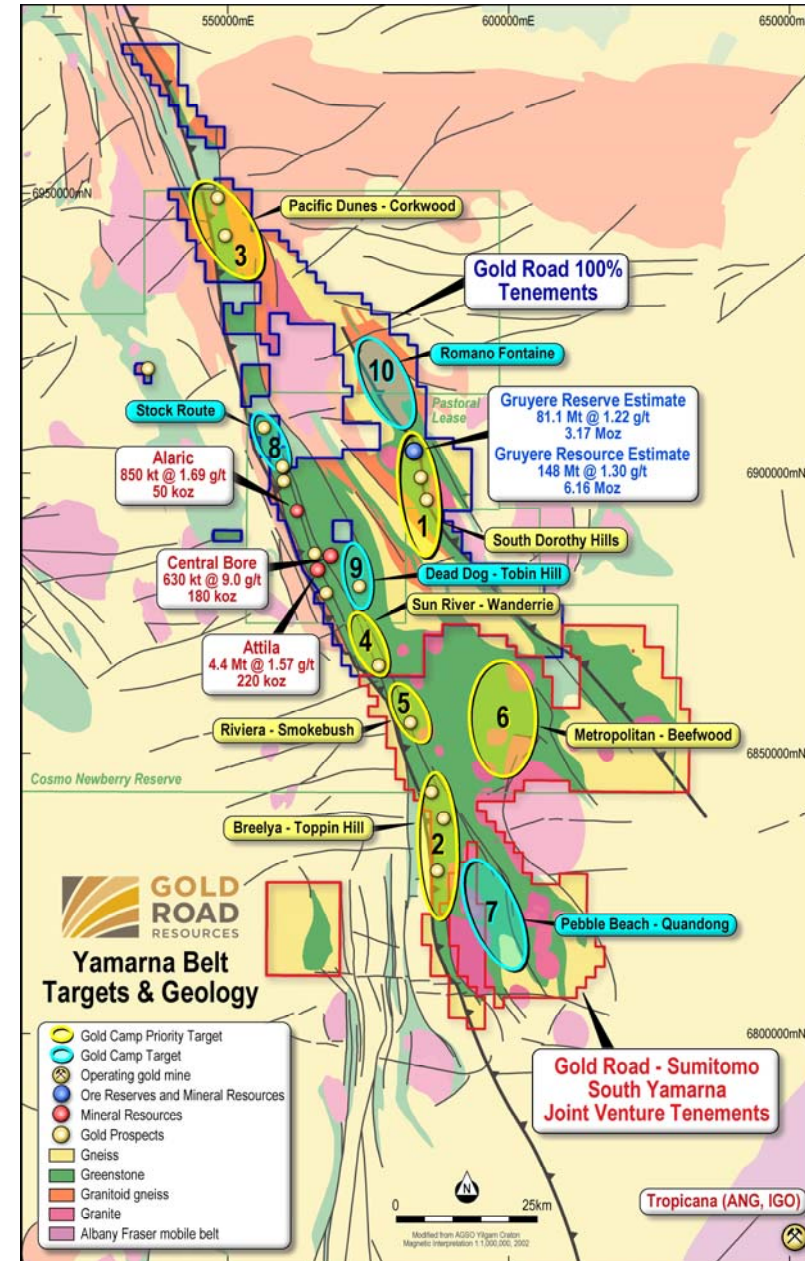 550000mE
600000mE
650000m
6950000mN
Pacific Dunes - Corkwood
3
Gold Road 100%
Tenements
Romano Fontaine
10
Pastoral
Lease
Gruyere Reserve Estimate
81.1 Mt @ 1.22 g/t
3.17 Moz
Gruyere Resource Estimate
148 Mt @ 1.30 g/t
6.16 Moz
Stock Route
8
Alaric
850 kt @ 1.69 g/t
50 koz
6900000mN
1
South Dorothy Hills
Central Bore
630 kt @ 9.0 g/t
180 koz
9
Dead Dog - Tobin Hill
Sun River - Wanderrie
4
Attila
4.4 Mt @ 1.57 g/t
220 koz
5
6
Riviera - Smokebush
Metropolitan - Beefwood
6850000mN
Cosmo Newberry Reserve
Breelya - Toppin Hill
2
7
Pebble Beach - Quandong
GOLD
ROAD
RESOURCES
Yamarna Belt
Targets & Geology
6800000mN
Gold Camp Priority Target
Gold Camp Target
Operating gold mine
Ore Reserves and Mineral Resources
Mineral Resources
Gold Prospects
Gneiss
Greenstone
Granitoid gneiss
Granite
Albany Fraser mobile belt
Gold Road - Sumitomo
South Yamarna
Joint Venture Tenements
N
0
25km
Modified from AGSO Yilgarn Craton
Magnetic Interpretation 1:1,000,000, 2002
Tropicana (ANG, IGO)